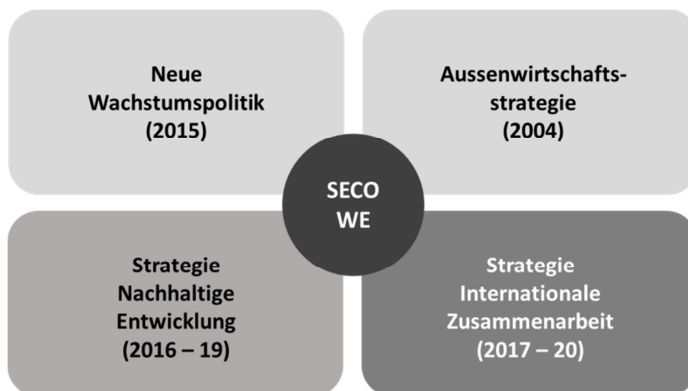 Neue
Wachstumspolitik
(2015)
Aussenwirtschafts-
strategie
(2004)
SECO
WE
Strategie
Nachhaltige
Entwicklung
(2016 – 19)
Strategie
Internationale
Zusammenarbeit
(2017 – 20)